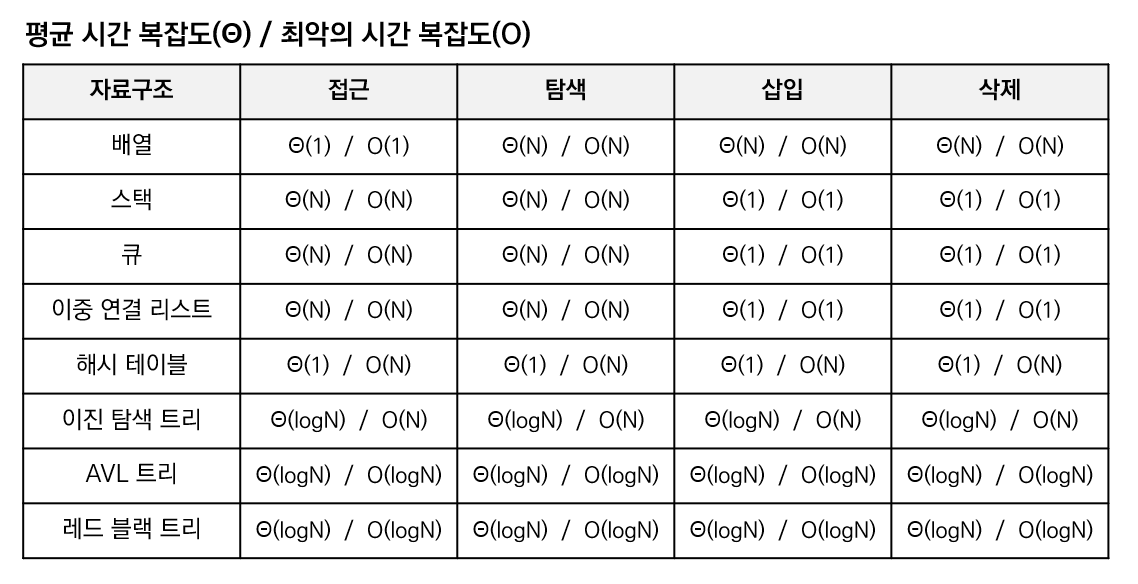 평균 시간 복잡도(Θ) / 최악의 시간 복잡도(O)
자료구조 접근 탐색 삽입 삭제
배열 Θ(1) / O(1) Θ(N) / O(N) Θ(N) / O(N) Θ(N) / O(N)
스택 Θ(N) / O(N) Θ(N) / O(N) Θ(1) / O(1) Θ(1) / O(1)
큐 Θ(N) / O(N) Θ(N) / O(N) Θ(1) / O(1) Θ(1) / O(1)
이중 연결 리스트 Θ(N) / O(N) Θ(N) / O(N) Θ(1) / O(1) Θ(1) / O(1)
해시 테이블 Θ(1) / O(N) Θ(1) / O(N) Θ(1) / O(N) Θ(1) / O(N)
이진 탐색 트리 Θ(logN) / O(N) Θ(logN) / O(N) Θ(logN) / O(N) Θ(logN) / O(N)
AVL 트리 Θ(logN) / O(logN) Θ(logN) / O(logN) Θ(logN) / O(logN) Θ(logN) / O(logN)
레드 블랙 트리 Θ(logN) / O(logN) Θ(logN) / O(logN) Θ(logN) / O(logN) Θ(logN) / O(logN)